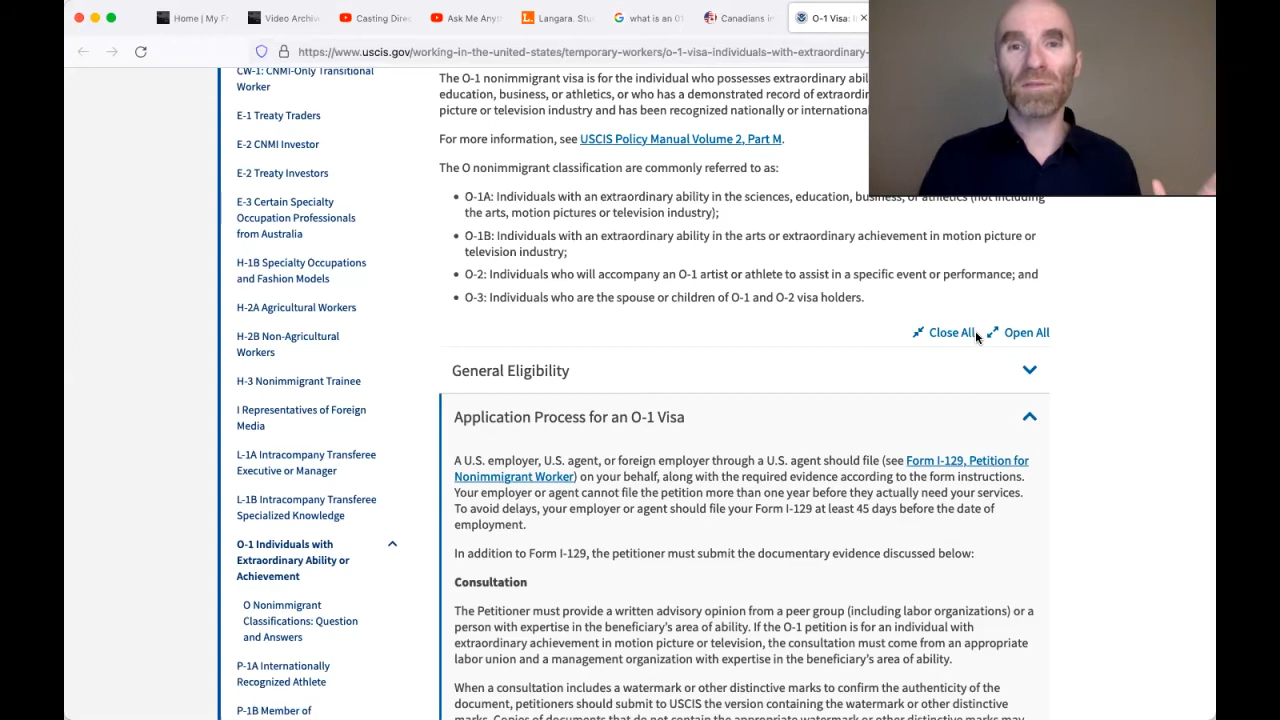 Home | My Fr
Video Archiv
Casting Direc
Ask Me Anyt
Langara. Stu
what is an 01
Canadians in
O-1 Visa: I
https://www.uscis.gov/working-in-the-united-states/temporary-workers/o-1-visa-individuals-with-extraordinary-
CW-1: CNMI-Only Transitional
Worker
E-1 Treaty Traders
E-2 CNMI Investor
E-2 Treaty Investors
E-3 Certain Specialty
Occupation Professionals
from Australia
H-1B Specialty Occupations
and Fashion Models
H-2A Agricultural Workers
H-2B Non-Agricultural
Workers
H-3 Nonimmigrant Trainee
I Representatives of Foreign
Media
L-1A Intracompany Transferee
Executive or Manager
L-1B Intracompany Transferee
Specialized Knowledge
O-1 Individuals with
Extraordinary Ability or
Achievement
O Nonimmigrant
Classifications: Question
and Answers
P-1A Internationally
Recognized Athlete
P-1B Member of
The O-1 nonimmigrant visa is for the individual who possesses extraordinary abil
education, business, or athletics, or who has a demonstrated record of extraordi
picture or television industry and has been recognized nationally or internation
For more information, see USCIS Policy Manual Volume 2, Part M.
The O nonimmigrant classification are commonly referred to as:
• O-1A: Individuals with an extraordinary ability in the sciences, education, business, or athletics (not including
the arts, motion pictures or television industry);
• O-1B: Individuals with an extraordinary ability in the arts or extraordinary achievement in motion picture or
television industry;
• O-2: Individuals who will accompany an O-1 artist or athlete to assist in a specific event or performance; and
• O-3: Individuals who are the spouse or children of O-1 and O-2 visa holders.
Close All Open All
General Eligibility
Application Process for an O-1 Visa
A U.S. employer, U.S. agent, or foreign employer through a U.S. agent should file (see Form I-129, Petition for
Nonimmigrant Worker) on your behalf, along with the required evidence according to the form instructions.
Your employer or agent cannot file the petition more than one year before they actually need your services.
To avoid delays, your employer or agent should file your Form I-129 at least 45 days before the date of
employment.
In addition to Form I-129, the petitioner must submit the documentary evidence discussed below:
Consultation
The Petitioner must provide a written advisory opinion from a peer group (including labor organizations) or a
person with expertise in the beneficiary's area of ability. If the O-1 petition is for an individual with
extraordinary achievement in motion picture or television, the consultation must come from an appropriate
labor union and a management organization with expertise in the beneficiary's area of ability.
When a consultation includes a watermark or other distinctive marks to confirm the authenticity of the
document, petitioners should submit to USCIS the version containing the watermark or other distinctive
marks. Copies of documents that do not contain the appropriate watermark or other distinctive marks may